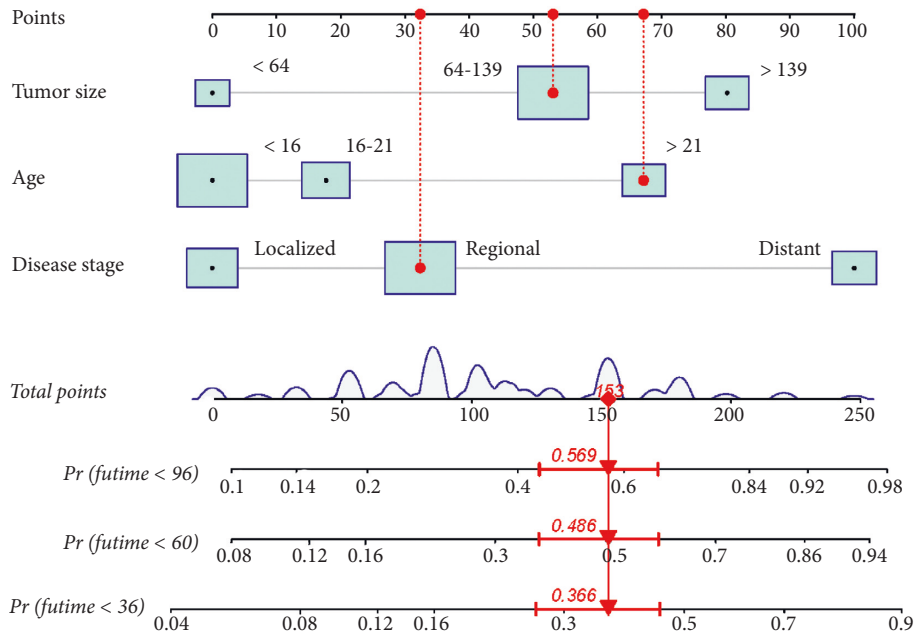 Points
0 10 20 30 40 50 60 70 80 90 100
< 64 64-139 > 139
Tumor size
< 16 16-21 > 21
Age
Localized Regional Distant
Disease stage
Total points
153
0 50 100 150 200 250
0.569
Pr (futime < 96)
0.1 0.14 0.2 0.4 0.6 0.84 0.92 0.98
0.486
Pr (futime < 60)
0.08 0.12 0.16 0.3 0.5 0.7 0.86 0.94
0.366
Pr (futime < 36)
0.04 0.08 0.12 0.16 0.3 0.5 0.7 0.9